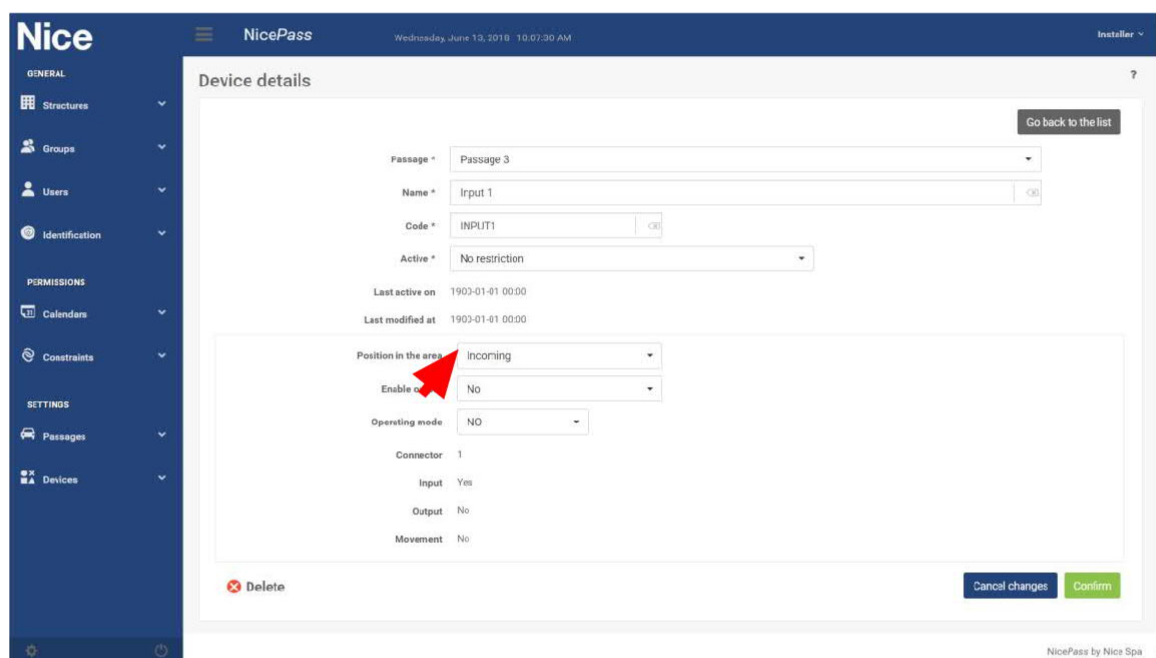 Nice
NicePass
Wednesday, June 13, 2018 10:07:30 AM
Installer
GENERAL
Structures
Groups
Users
Identification
PERMISSIONS
Calendars
Constraints
SETTINGS
Passages
Devices
Device details
?
Go back to the list
Passage * Passage 3
Name * Input 1
Code * INPUT1
Active * No restriction
Last active on 1900-01-01 00:00
Last modified at 1900-01-01 00:00
Position in the area Incoming
Enable No
Operating mode NO
Connector 1
Input Yes
Output No
Movement No
Delete
Cancel changes
Confirm
NicePass by Nice Spa